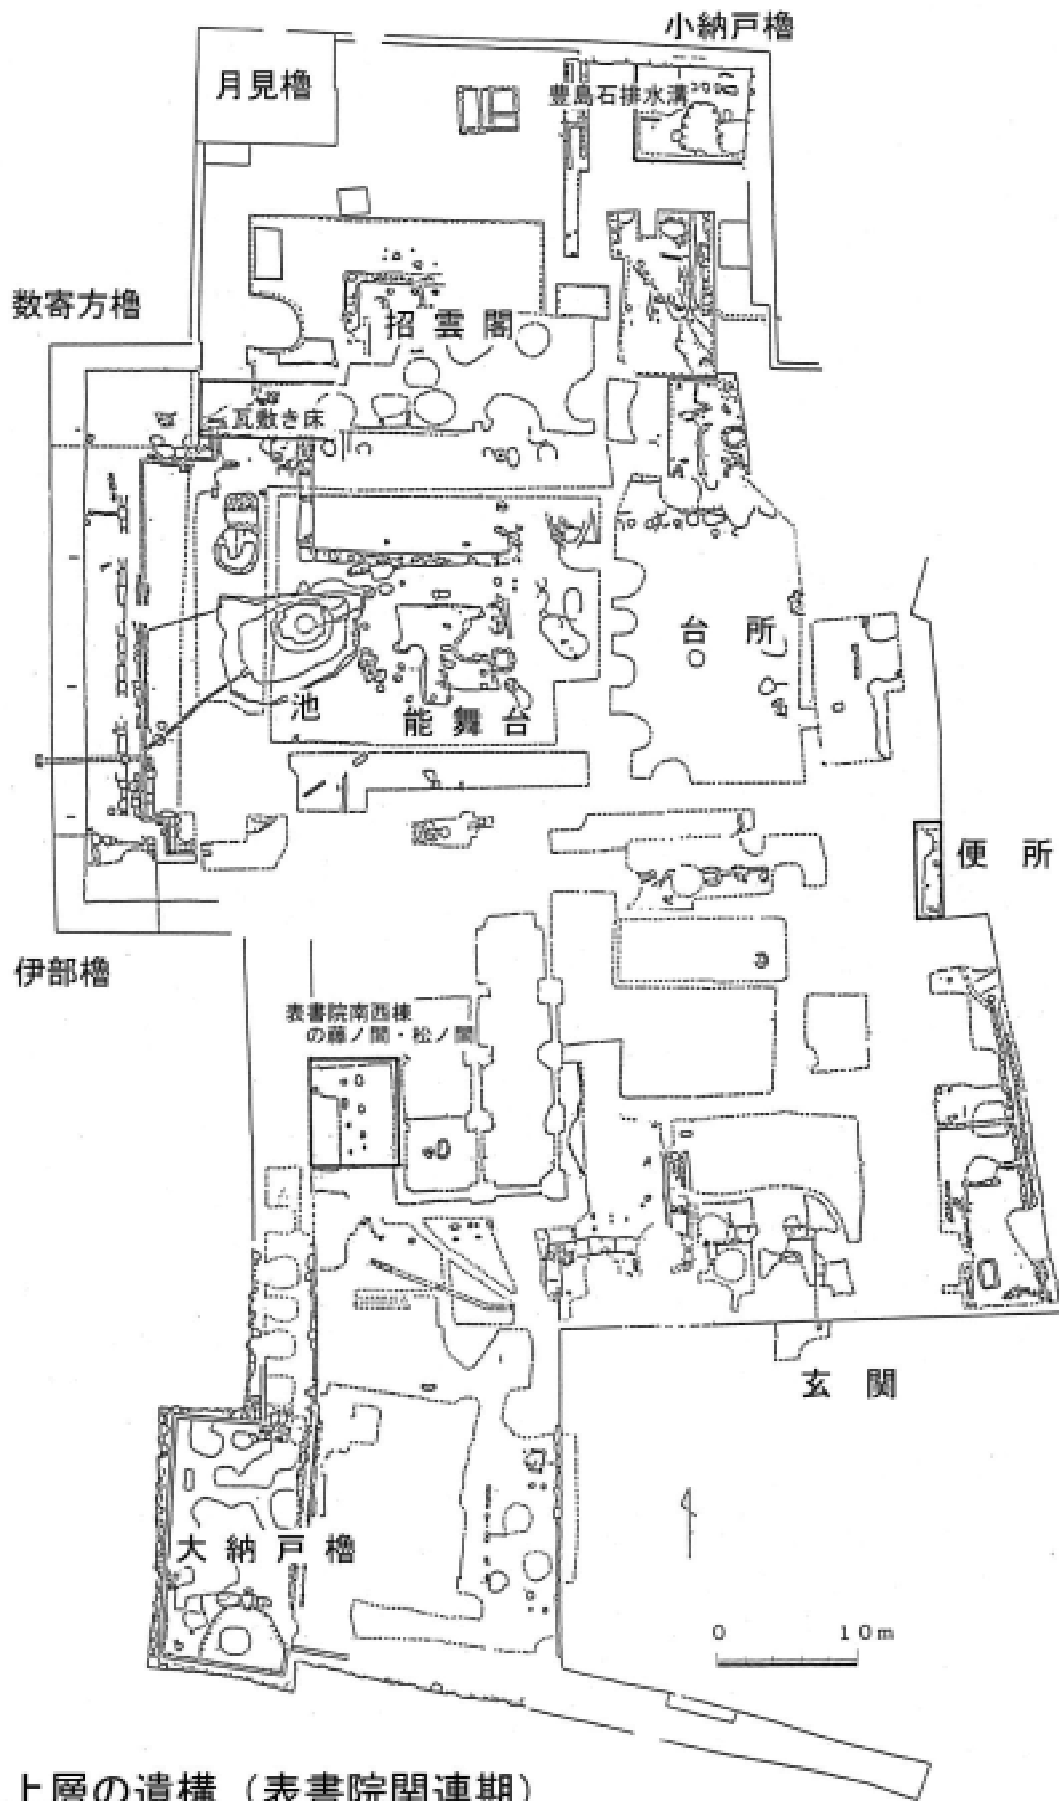 小納戸櫓
月見櫓
豊島石排水溝
数寄方櫓
招雲閣
瓦敷き床
台所
池
能舞台
便所
伊部櫓
表書院南西棟
の藤ノ間・松ノ間
玄関
大納戸櫓
0 10m
上層の遺構（表書院関連期）